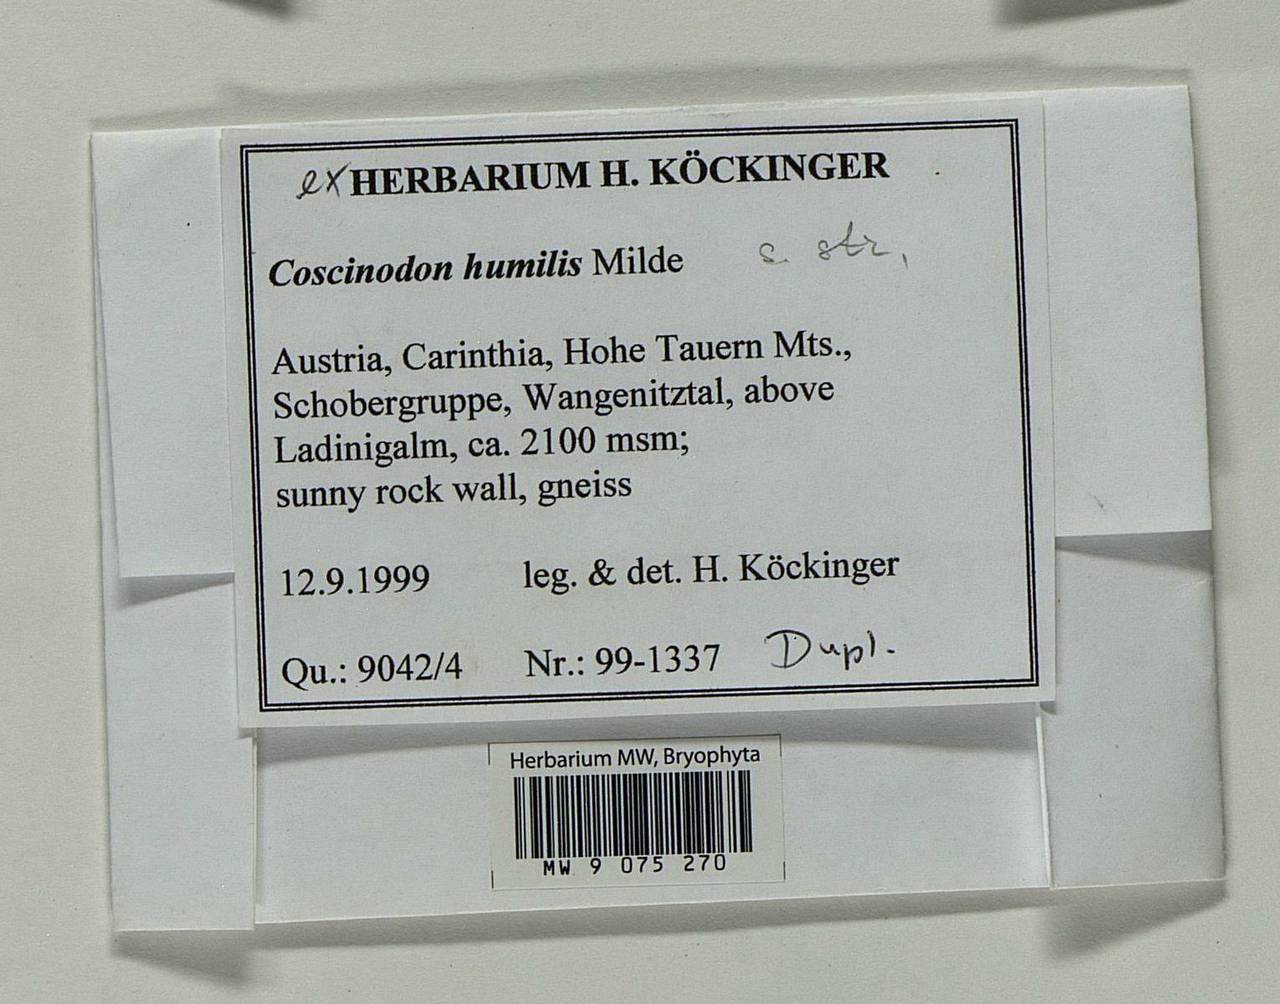 ex HERBARIUM H. KÖCKINGER
Coscinodon humilis Milde s. str,
Austria, Carinthia, Hohe Tauern Mts.,
Schobergruppe, Wangenitztal, above
Ladinigalm, ca. 2100 msm;
sunny rock wall, gneiss
12.9.1999 leg. & det. H. Köckinger
Qu.: 9042/4 Nr.: 99-1337 Dupl.
Herbarium MW, Bryophyta
MW 9 075 270